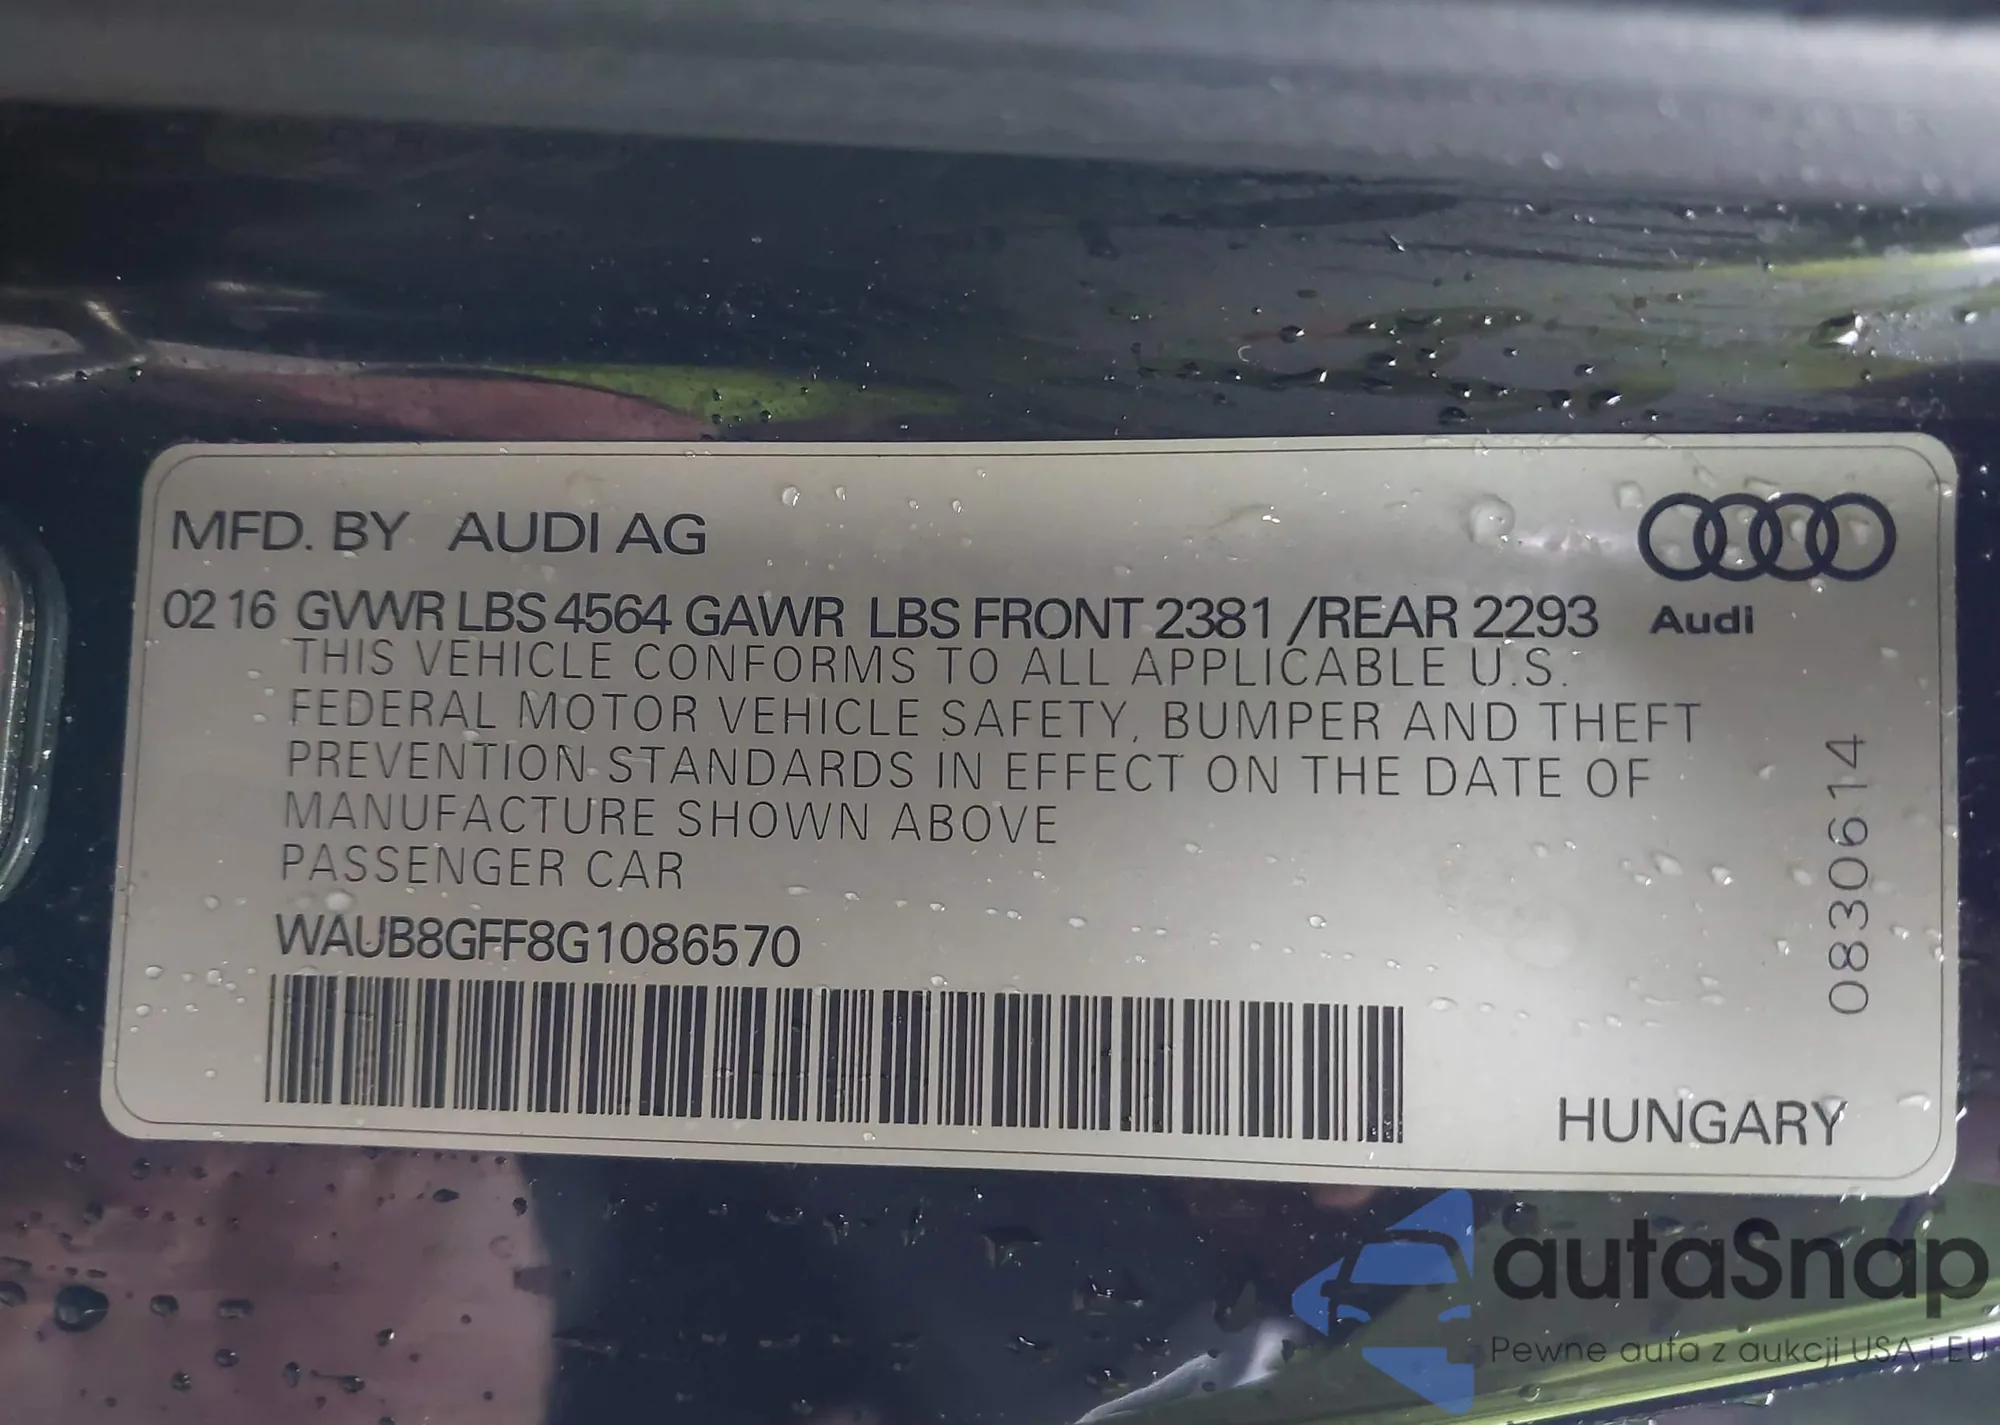 MFD. BY AUDI AG
02 16 GVWR LBS 4564 GAWR LBS FRONT 2381 /REAR 2293
Audi
THIS VEHICLE CONFORMS TO ALL APPLICABLE U.S.
FEDERAL MOTOR VEHICLE SAFETY, BUMPER AND THEFT
PREVENTION STANDARDS IN EFFECT ON THE DATE OF
MANUFACTURE SHOWN ABOVE
PASSENGER CAR
WAUB8GFF8G1086570
0830614
HUNGARY
autaSnap
Pewne auta z aukcji USA i EU